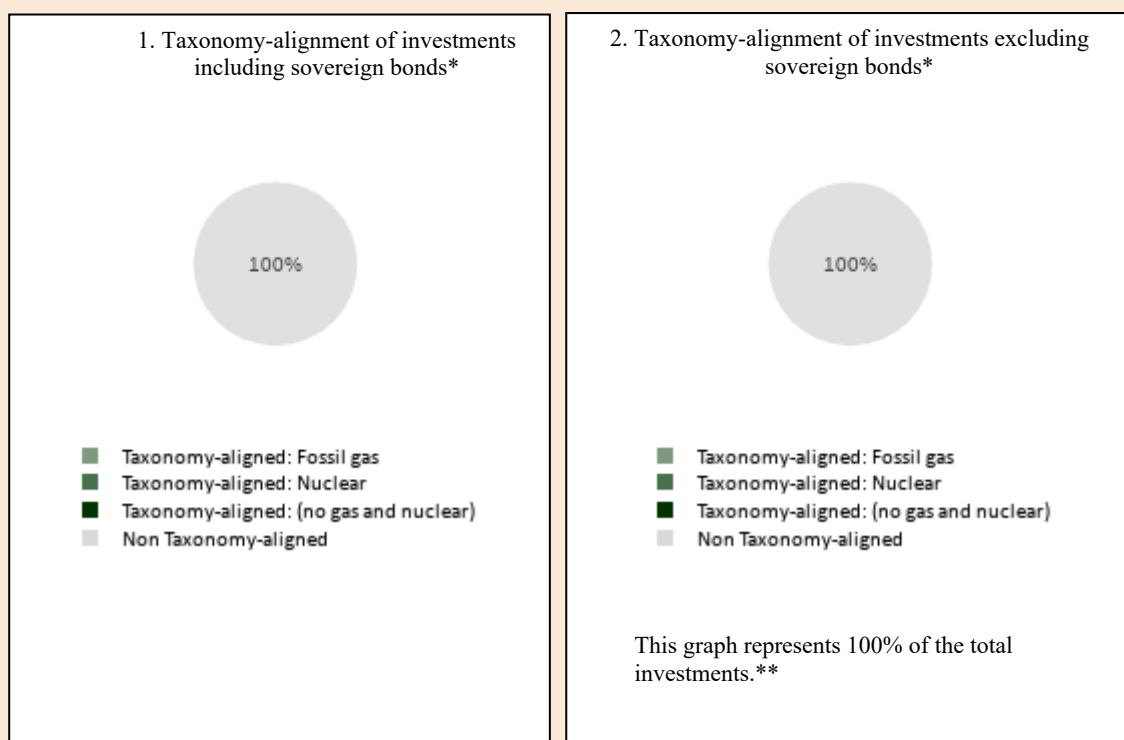 1. Taxonomy-alignment of investments
including sovereign bonds*
100%
Taxonomy-aligned: Fossil gas
Taxonomy-aligned: Nuclear
Taxonomy-aligned: (no gas and nuclear)
Non Taxonomy-aligned
2. Taxonomy-alignment of investments excluding
sovereign bonds*
100%
Taxonomy-aligned: Fossil gas
Taxonomy-aligned: Nuclear
Taxonomy-aligned: (no gas and nuclear)
Non Taxonomy-aligned
This graph represents 100% of the total
investments.**